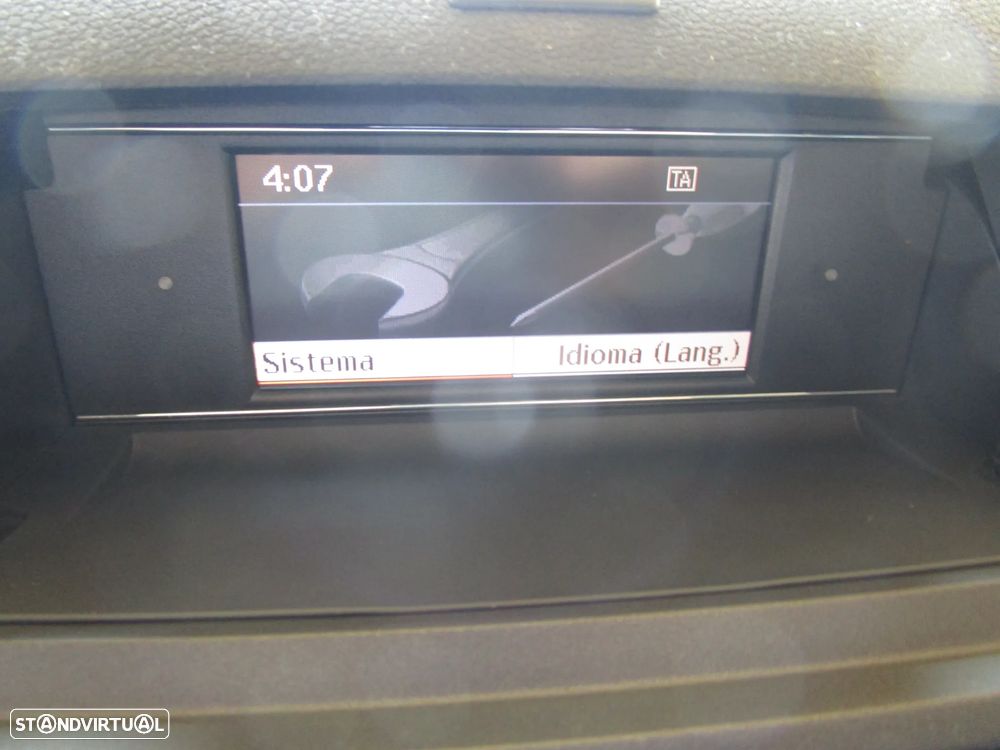 4:07 TA
Sistema Idioma (Lang.)
STANDVIRTUAL